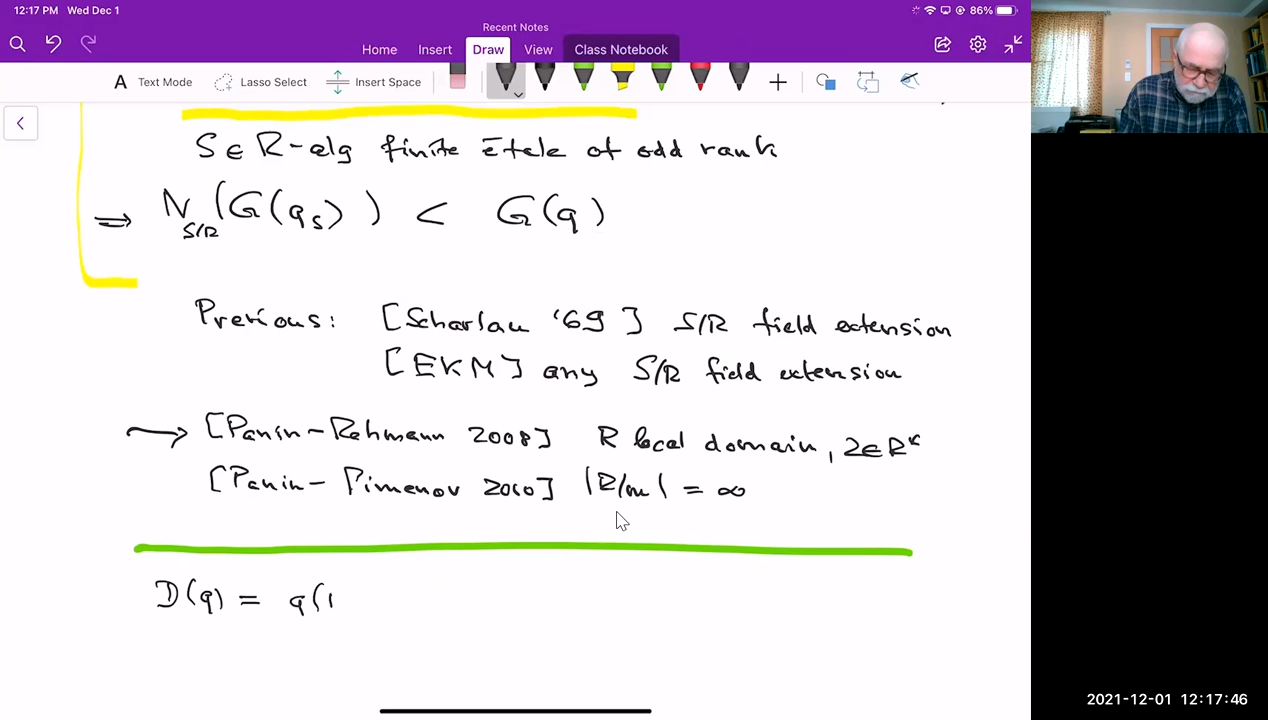 12:17 PM Wed Dec 1
86%
Recent Notes
Home Insert Draw View Class Notebook
A Text Mode Lasso Select Insert Space
S ∈ R-alg finite étale of odd rank
⇒ N_{S/R}(G(q_S)) < G(q)
Previous: [Scharlau '69] S/R field extension
[EKM] any S/R field extension
→ [Panin-Rehmann 2008] R local domain, 2∈R^×
[Panin-Pimenov 2010] |R/m| = ∞
D(q) = q(
2021-12-01 12:17:46